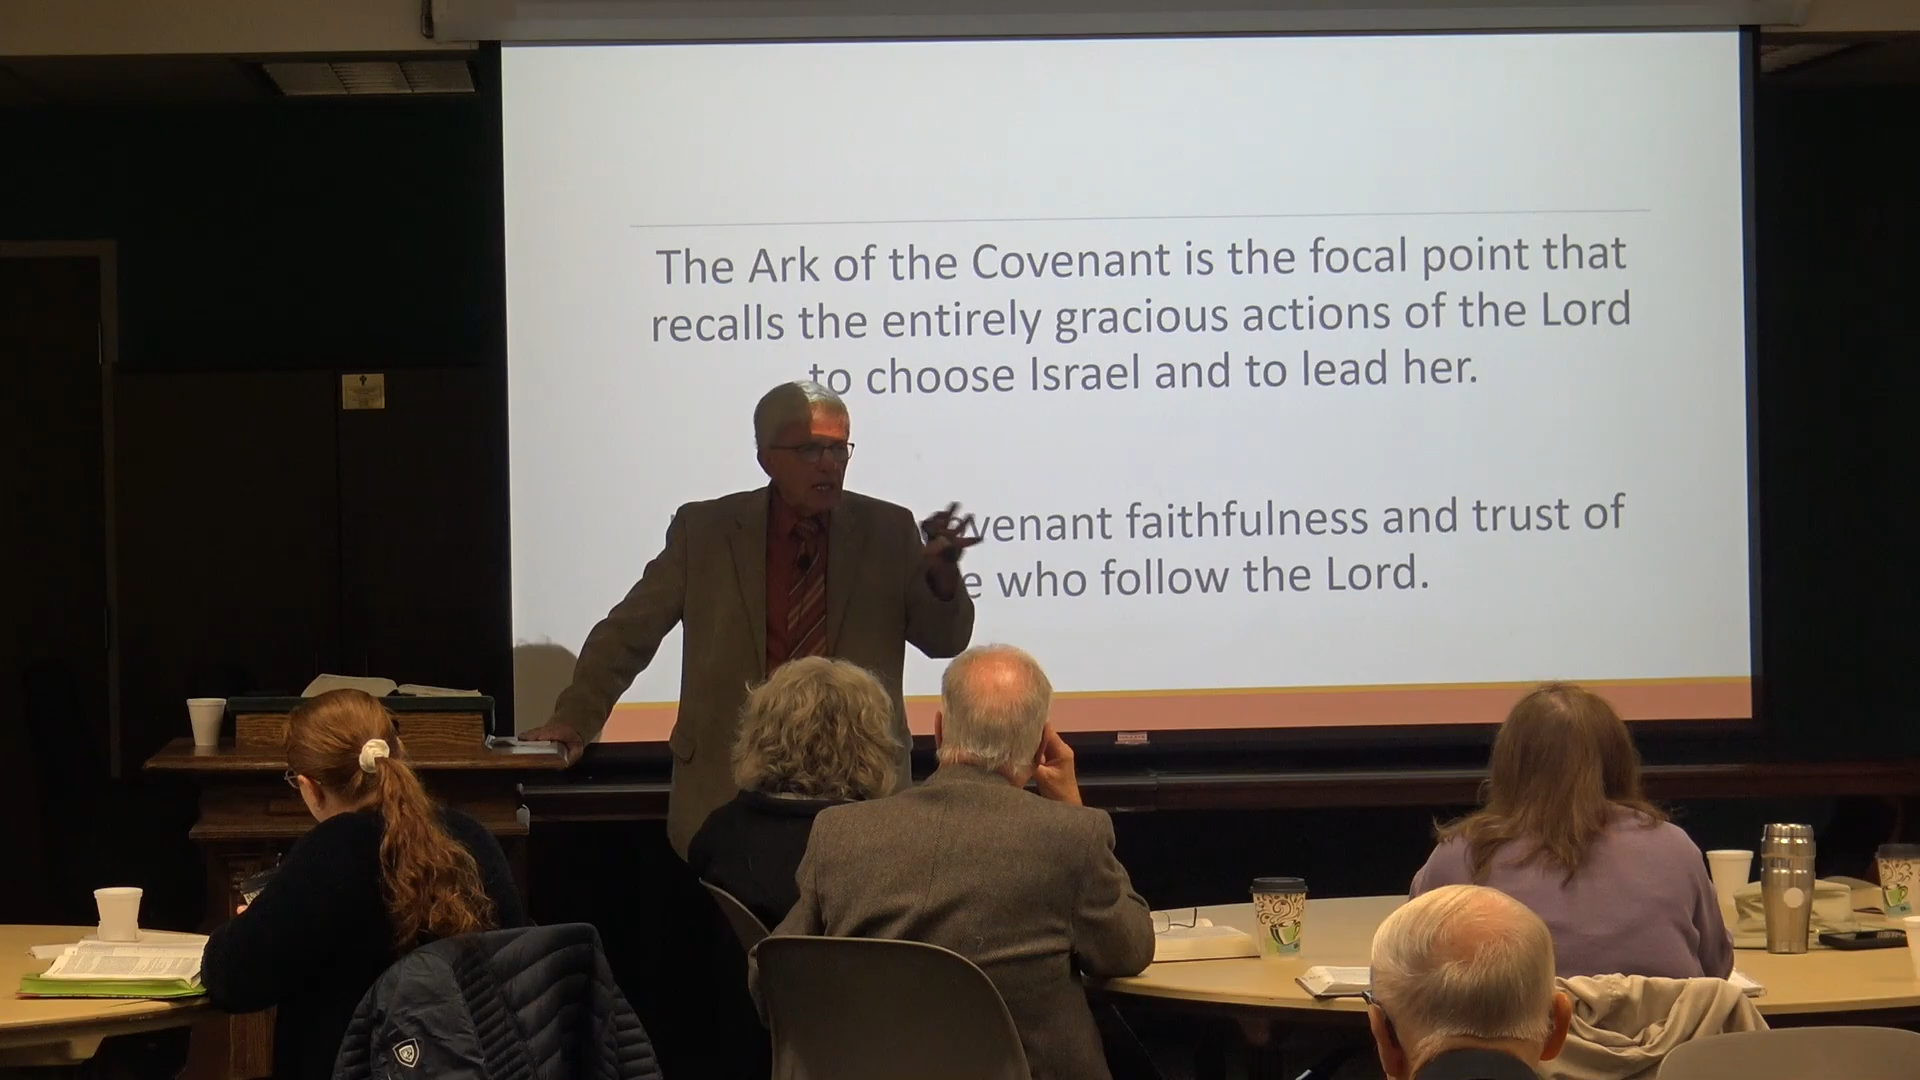 The Ark of the Covenant is the focal point that
recalls the entirely gracious actions of the Lord
to choose Israel and to lead her.
faithfulness and trust of
who follow the Lord.